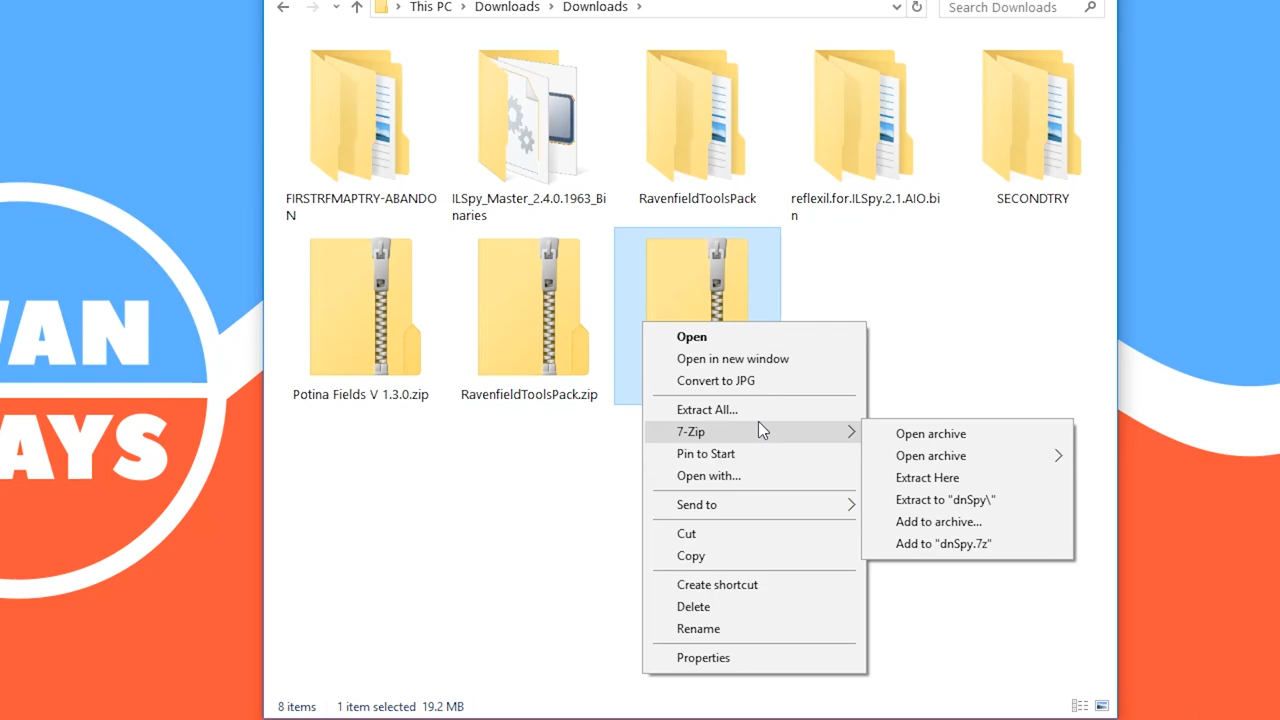 This PC
Downloads
Downloads
Search Downloads
FIRSTRFMAPTRY-ABANDO
N
ILSpy_Master_2.4.0.1963_Bi
naries
RavenfieldToolsPack
reflexil.for.ILSpy.2.1.AIO.bi
n
SECONDTRY
Potina Fields V 1.3.0.zip
RavenfieldToolsPack.zip
Open
Open in new window
Convert to JPG
Extract All...
7-Zip
Pin to Start
Open with...
Send to
Cut
Copy
Create shortcut
Delete
Rename
Properties
Open archive
Open archive
Extract Here
Extract to "dnSpy\"
Add to archive...
Add to "dnSpy.7z"
8 items
1 item selected 19.2 MB